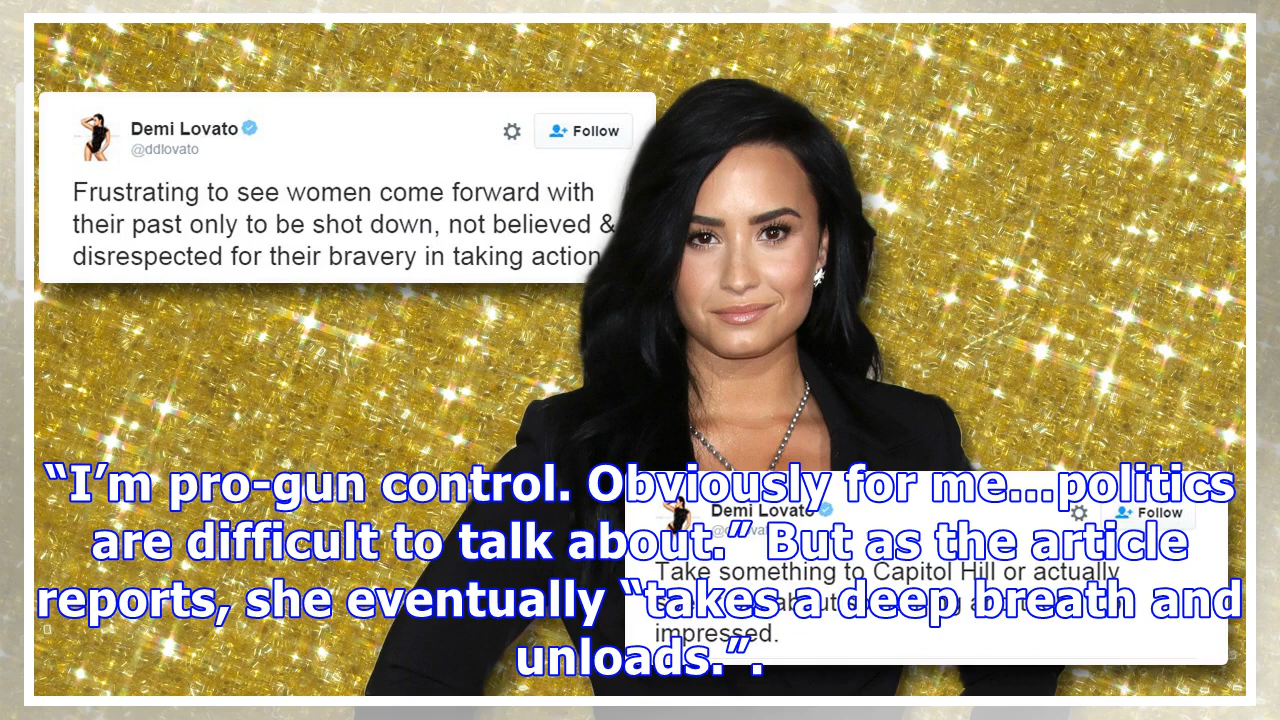 Demi Lovato
@ddlovato
Follow
Frustrating to see women come forward with
their past only to be shot down, not believed &
disrespected for their bravery in taking action
Demi Lovato
Follow
Take something to Capitol Hill or actually
impressed.
“I’m pro-gun control. Obviously for me...politics
are difficult to talk about.” But as the article
reports, she eventually “takes a deep breath and
unloads.”.